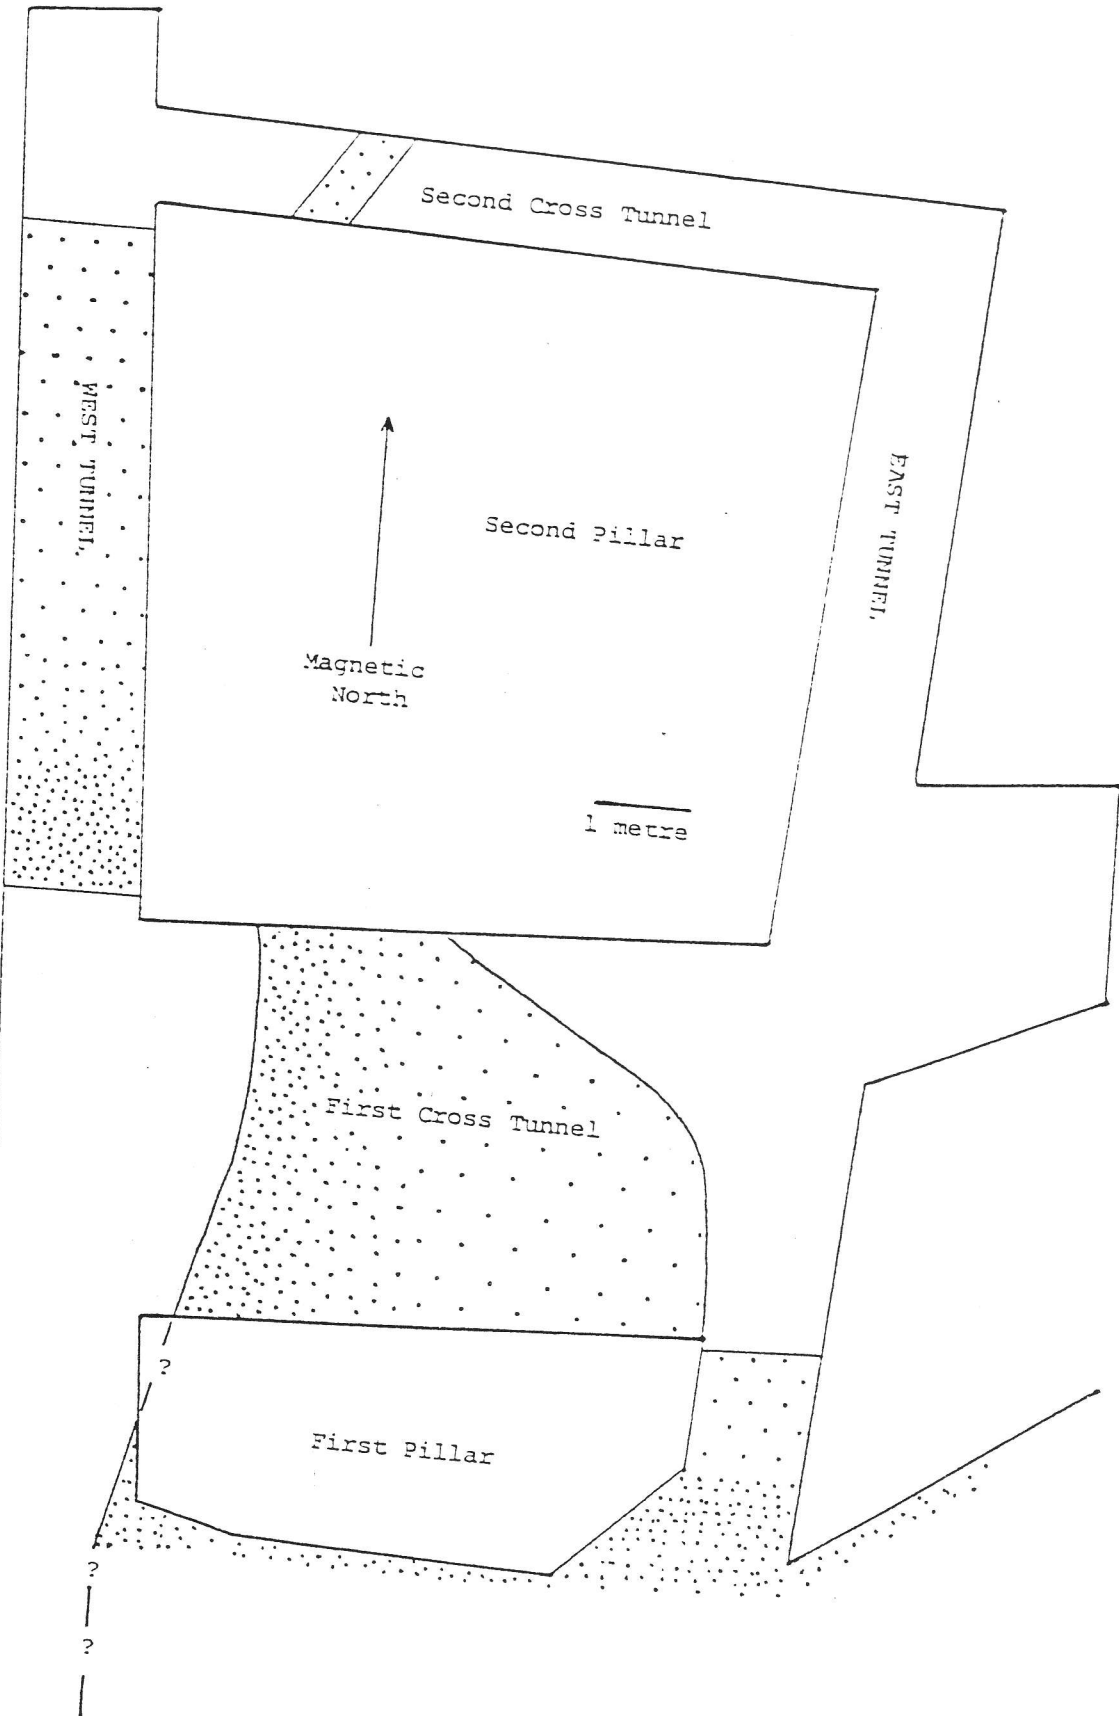 Second Cross Tunnel
WEST TUNNEL
EAST TUNNEL
Second Pillar
Magnetic
North
1 metre
First Cross Tunnel
?
First Pillar
?
?